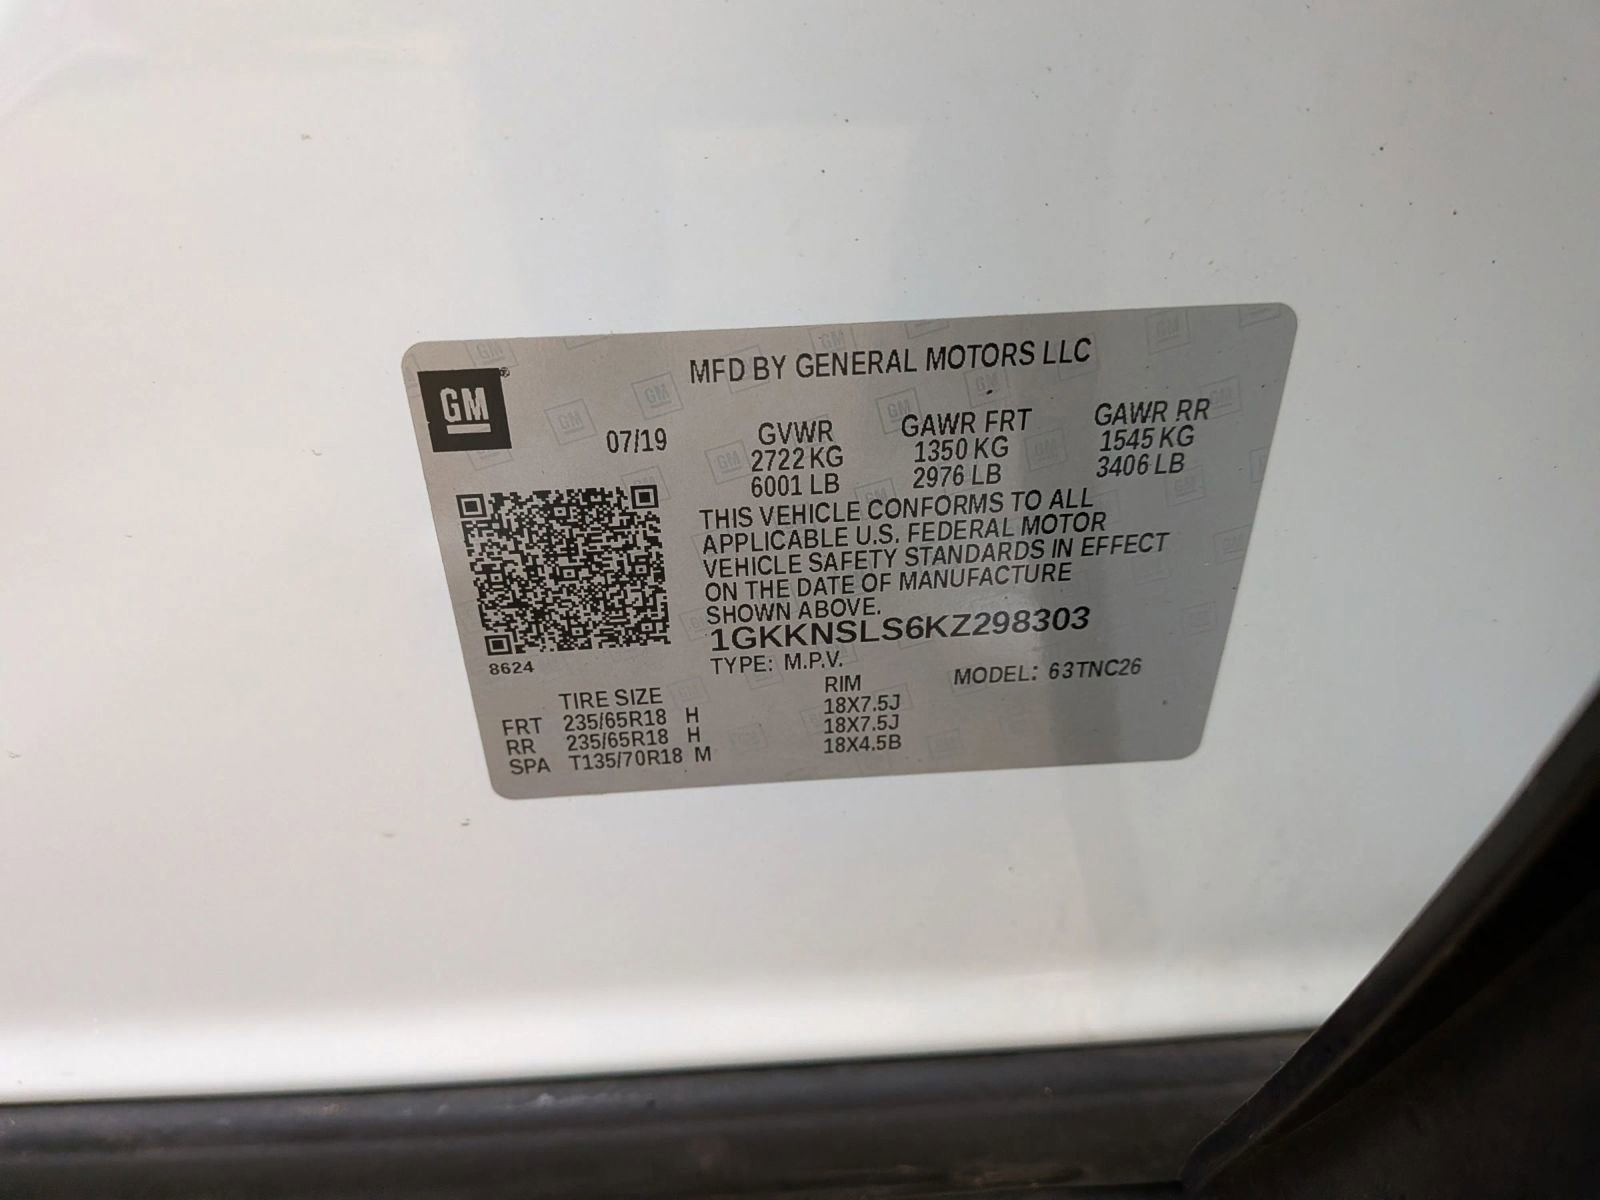 MFD BY GENERAL MOTORS LLC
GM®
07/19 GVWR GAWR FRT GAWR RR
2722 KG 1350 KG 1545 KG
6001 LB 2976 LB 3406 LB
THIS VEHICLE CONFORMS TO ALL
APPLICABLE U.S. FEDERAL MOTOR
VEHICLE SAFETY STANDARDS IN EFFECT
ON THE DATE OF MANUFACTURE
SHOWN ABOVE.
1GKKNSLS6KZ298303
8624
TYPE: M.P.V. MODEL: 63TNC26
TIRE SIZE RIM
FRT 235/65R18 H 18X7.5J
RR 235/65R18 H 18X7.5J
SPA T135/70R18 M 18X4.5B